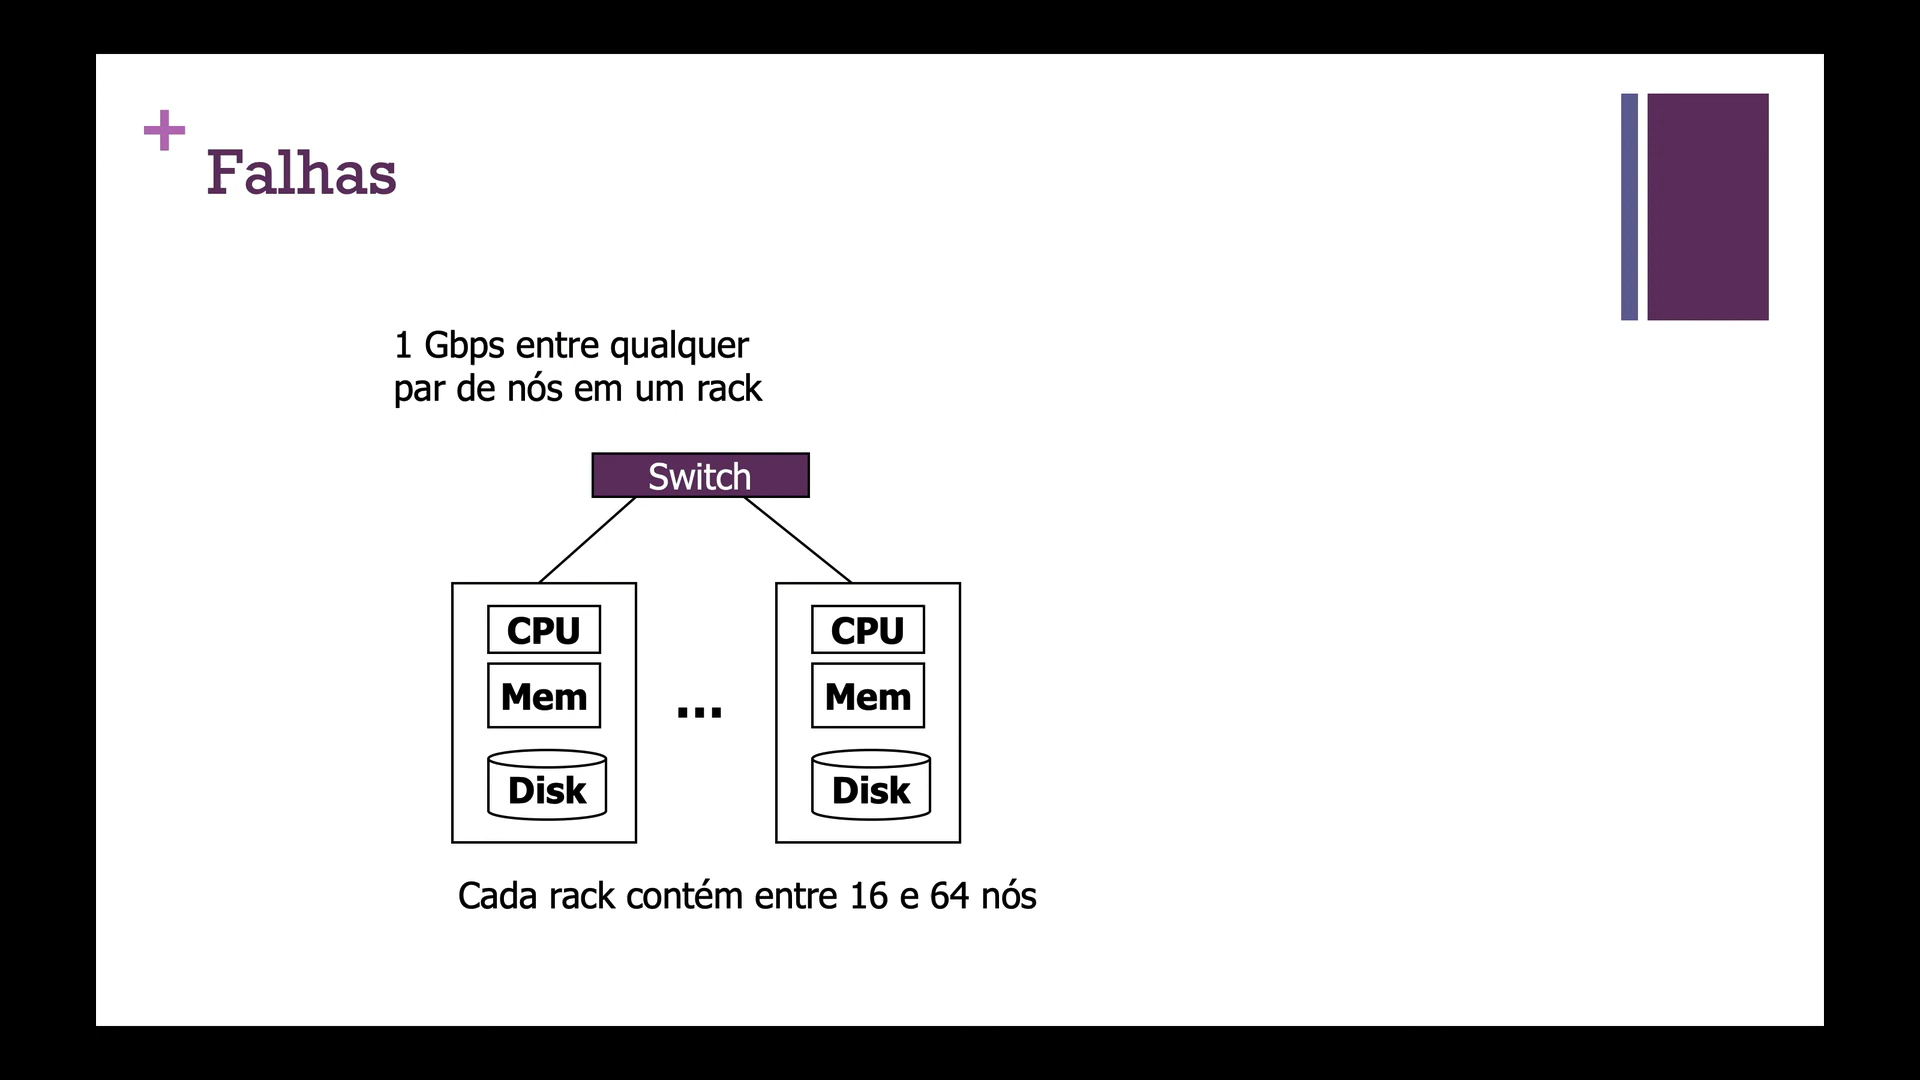 +
Falhas
1 Gbps entre qualquer
par de nós em um rack
Switch
CPU
Mem
Disk
...
CPU
Mem
Disk
Cada rack contém entre 16 e 64 nós